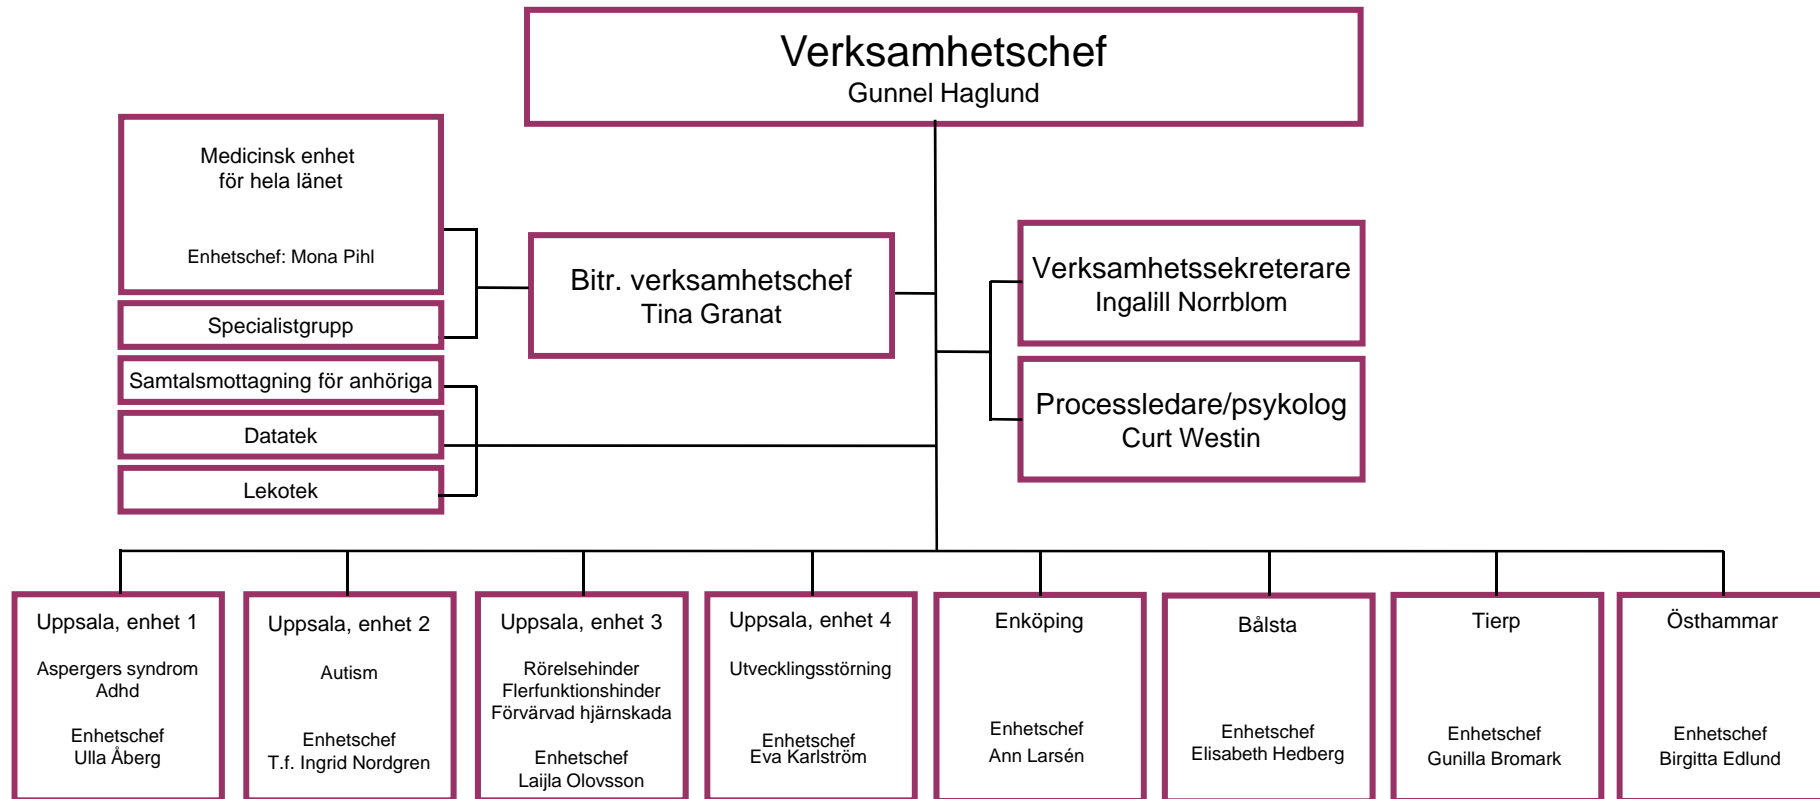 Verksamhetschef
Gunnel Haglund
Medicinsk enhet
för hela länet
Enhetschef: Mona Pihl
Specialistgrupp
Samtalsmottagning för anhöriga
Datatek
Lekotek
Bitr. verksamhetschef
Tina Granat
Verksamhetssekreterare
Ingalill Norrblom
Processledare/psykolog
Curt Westin
Uppsala, enhet 1
Aspergers syndrom
Adhd
Enhetschef
Ulla Åberg
Uppsala, enhet 2
Autism
Enhetschef
T.f. Ingrid Nordgren
Uppsala, enhet 3
Rörelsehinder
Flerfunktionshinder
Förvärvad hjärnskada
Enhetschef
Laijla Olovsson
Uppsala, enhet 4
Utvecklingsstörning
Enhetschef
Eva Karlström
Enköping
Enhetschef
Ann Larsén
Bålsta
Enhetschef
Elisabeth Hedberg
Tierp
Enhetschef
Gunilla Bromark
Östhammar
Enhetschef
Birgitta Edlund